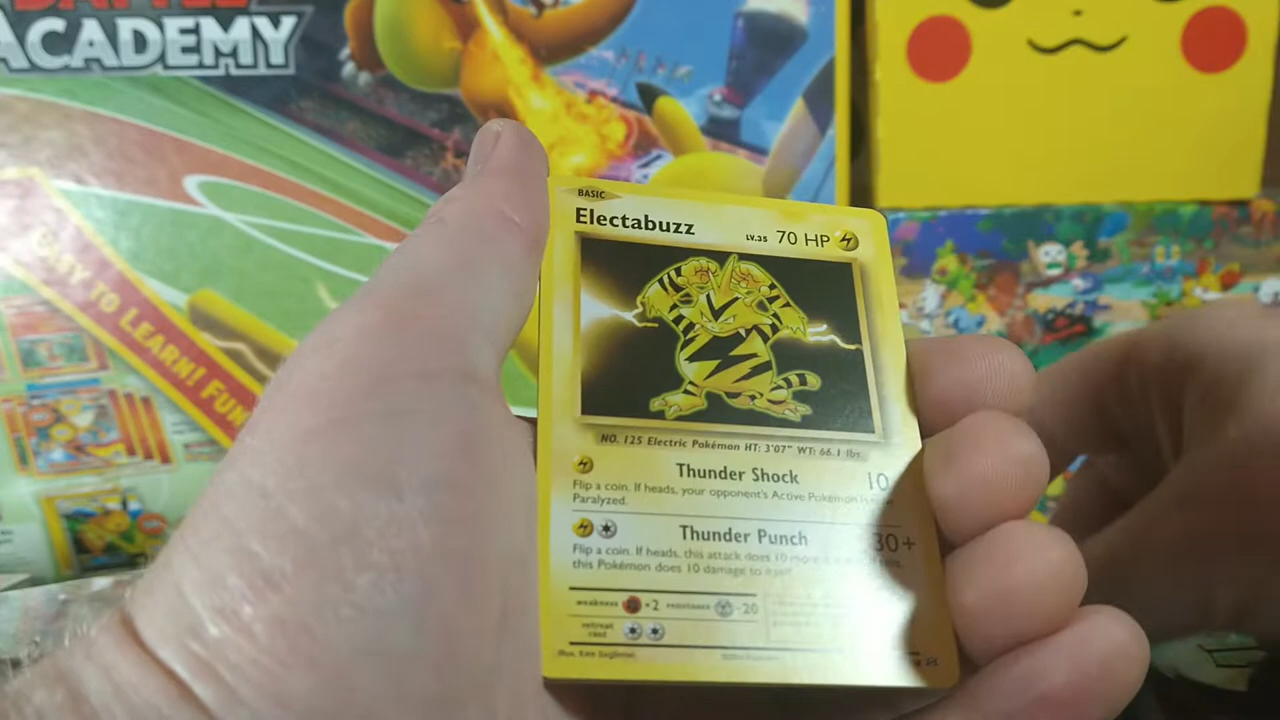 BATTLE
ACADEMY
EASY TO LEARN! FUN
BASIC
Electabuzz
LV.35 70 HP
NO. 125 Electric Pokémon HT: 3'07" WT: 66.1 lbs.
Thunder Shock 10
Flip a coin. If heads, your opponent's Active Pokémon is
Paralyzed.
Thunder Punch 30+
Flip a coin. If heads, this attack does 10 more
this Pokémon does 10 damage to itself
weakness ×2 resistance -20
retreat
cost
Illus.